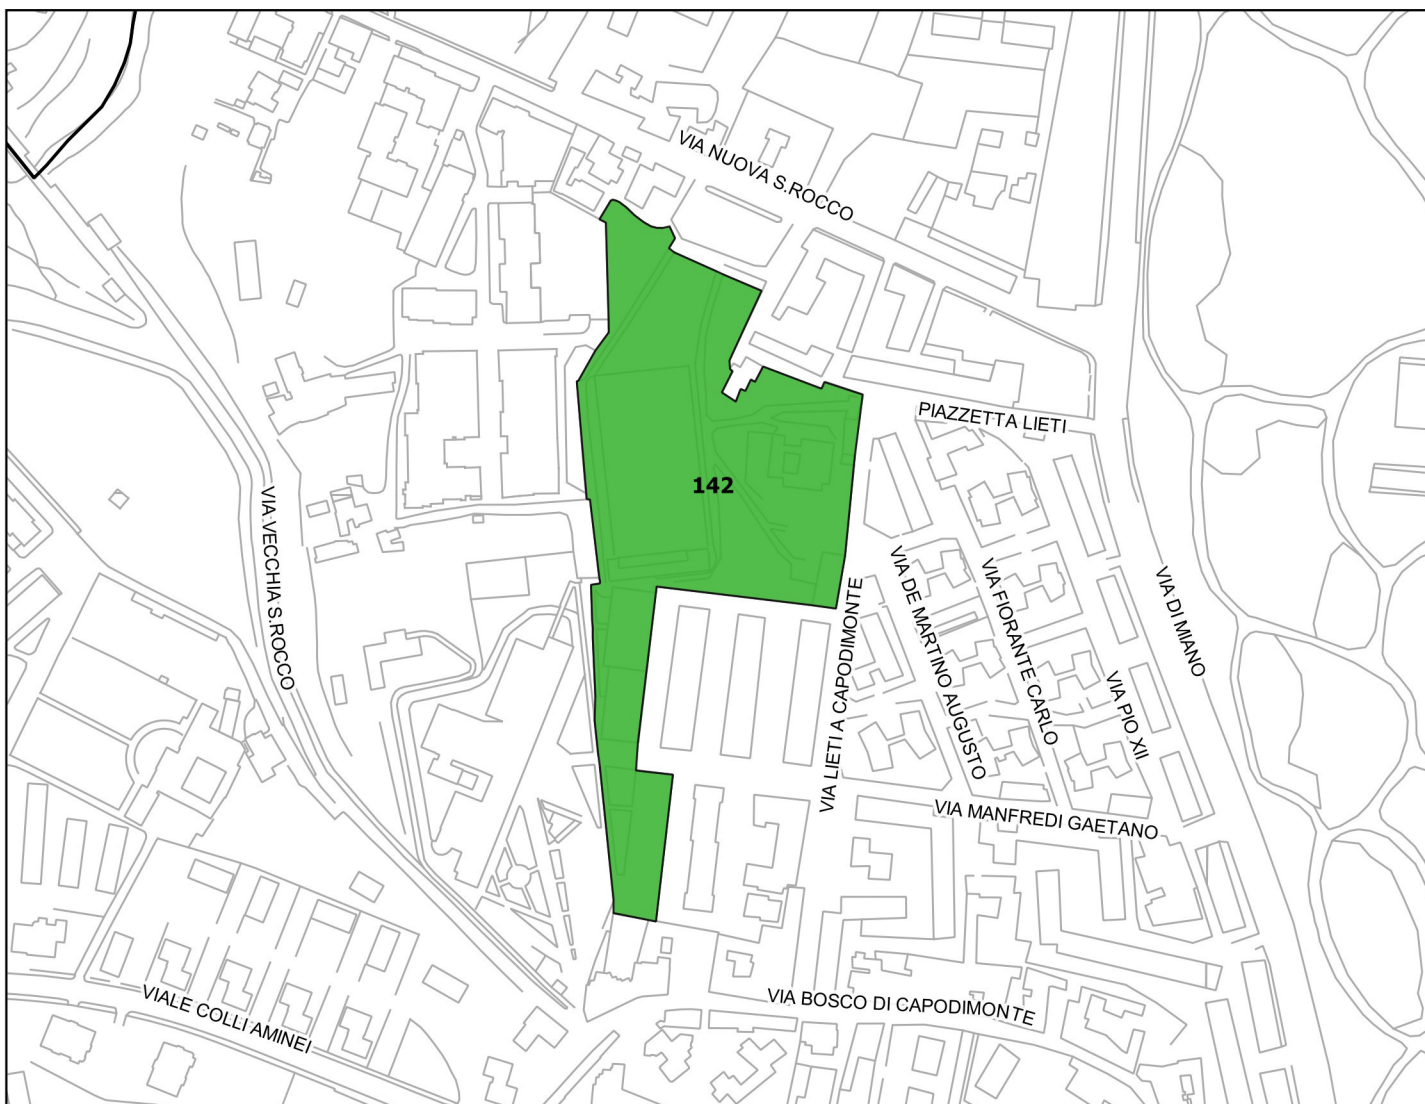 VIA NUOVA S.ROCCO
PIAZZETTA LIETI
142
VIA VECCHIA S.ROCCO
VIA DE MARTINO AUGUSTO
VIA FIORANTE CARLO
VIA DI MIANO
VIA LIETI A CAPODIMONTE
VIA PIO XII
VIA MANFREDI GAETANO
VIALE COLLI AMINEI
VIA BOSCO DI CAPODIMONTE